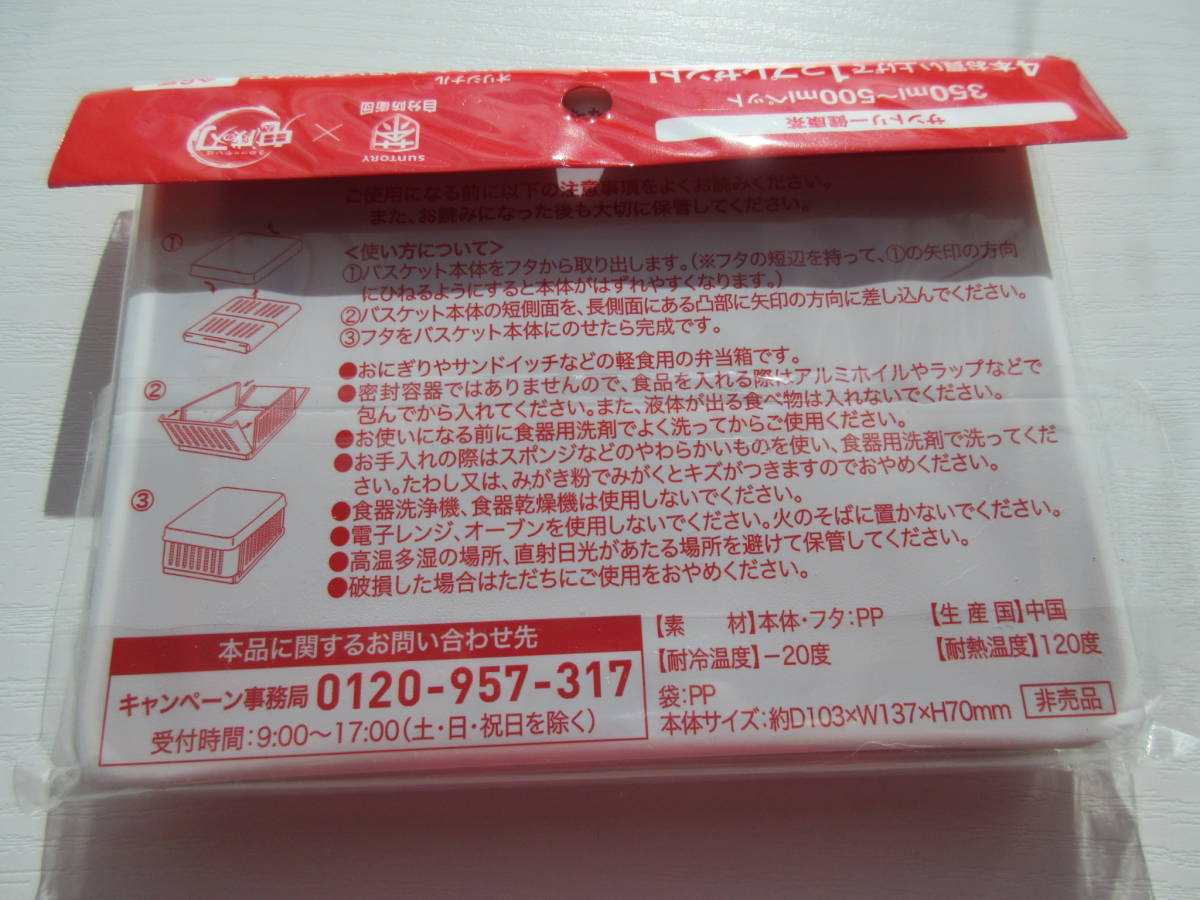 4本お買い上げで1つプレゼント!
350ml～500mlペット
サントリー健康茶
オリジナル
自分防衛団
茶
SUNTORY
×
鬼滅の刃
きめつのやいば
ご使用になる前に以下の注意事項をよくお読みください。
また、お読みになった後も大切に保管してください。
<使い方について>
①バスケット本体をフタから取り出します。(※フタの短辺を持って、①の矢印の方向
にひねるようにすると本体がはずれやすくなります。)
②バスケット本体の短側面を、長側面にある凸部に矢印の方向に差し込んでください。
③フタをバスケット本体にのせたら完成です。
①
②
③
●おにぎりやサンドイッチなどの軽食用の弁当箱です。
●密封容器ではありませんので、食品を入れる際はアルミホイルやラップなどで
包んでから入れてください。また、液体が出る食べ物は入れないでください。
●お使いになる前に食器用洗剤でよく洗ってからご使用ください。
●お手入れの際はスポンジなどのやわらかいものを使い、食器用洗剤で洗ってくだ
さい。たわし又は、みがき粉でみがくとキズがつきますのでおやめください。
●食器洗浄機、食器乾燥機は使用しないでください。
●電子レンジ、オーブンを使用しないでください。火のそばに置かないでください。
●高温多湿の場所、直射日光があたる場所を避けて保管してください。
●破損した場合はただちにご使用をおやめください。
本品に関するお問い合わせ先
キャンペーン事務局 0120-957-317
受付時間:9:00～17:00(土・日・祝日を除く)
【素 材】本体・フタ:PP 【生産国】中国
【耐冷温度】-20度 【耐熱温度】120度
袋:PP
本体サイズ:約D103×W137×H70mm 非売品